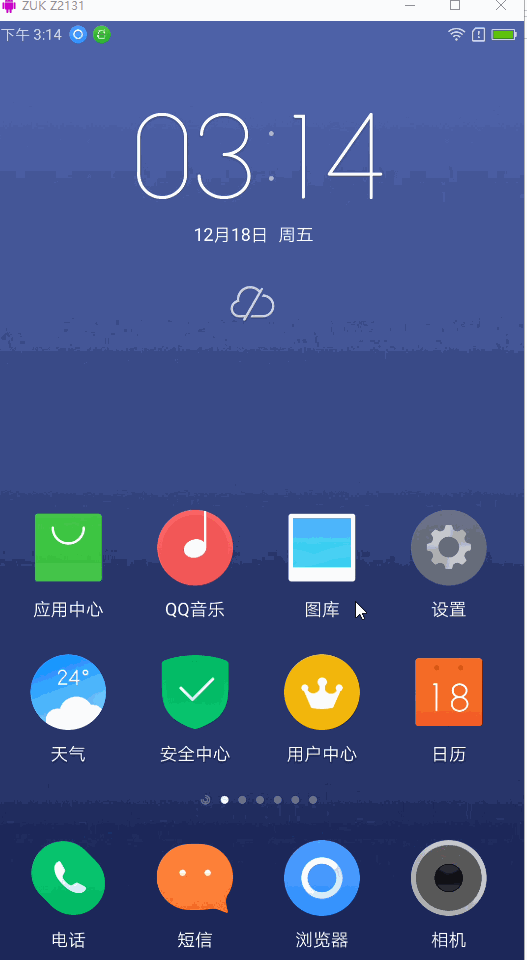 ZUK Z2131
下午 3:14
03:14
12月18日 周五
应用中心 QQ音乐 图库 设置
24°
18
天气 安全中心 用户中心 日历
电话 短信 浏览器 相机